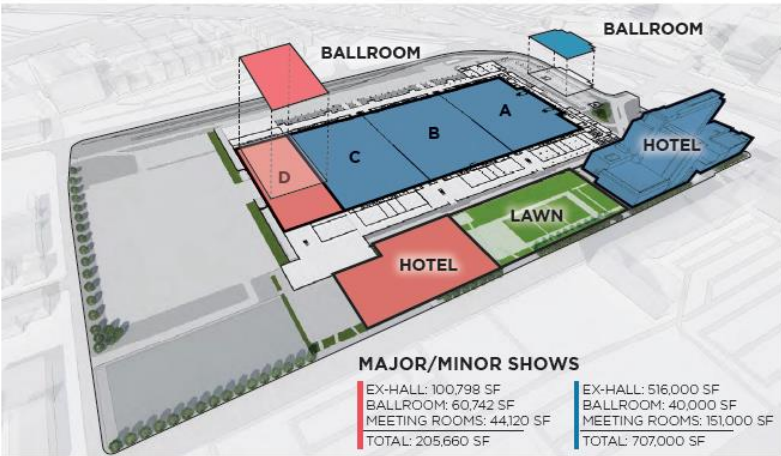 BALLROOM
BALLROOM
A
B
C
D
HOTEL
LAWN
HOTEL
MAJOR/MINOR SHOWS
EX-HALL: 100,798 SF
BALLROOM: 60,742 SF
MEETING ROOMS: 44,120 SF
TOTAL: 205,660 SF
EX-HALL: 516,000 SF
BALLROOM: 40,000 SF
MEETING ROOMS: 151,000 SF
TOTAL: 707,000 SF